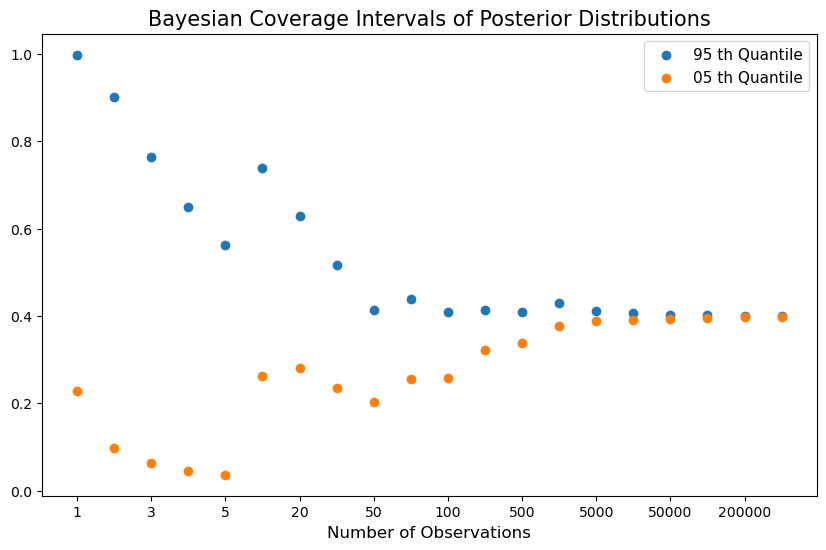 Bayesian Coverage Intervals of Posterior Distributions
95 th Quantile
05 th Quantile
1.0
0.8
0.6
0.4
0.2
0.0
1 3 5 20 50 100 500 5000 50000 200000
Number of Observations